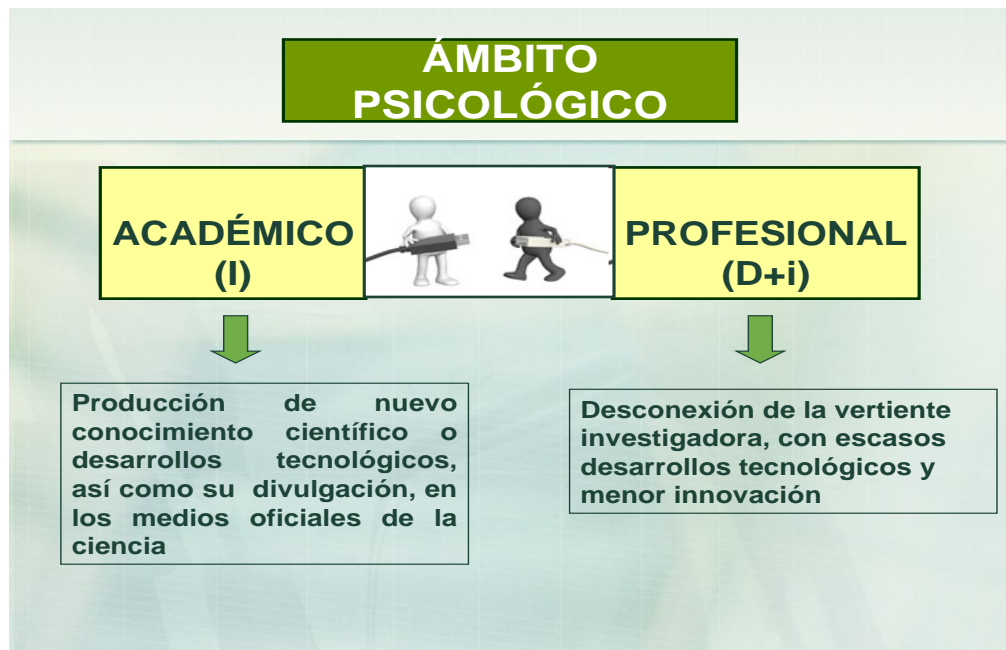 ÁMBITO
PSICOLÓGICO
ACADÉMICO
(I)
PROFESIONAL
(D+i)
Producción de nuevo
conocimiento científico o
desarrollos tecnológicos,
así como su divulgación, en
los medios oficiales de la
ciencia
Desconexión de la vertiente
investigadora, con escasos
desarrollos tecnológicos y
menor innovación